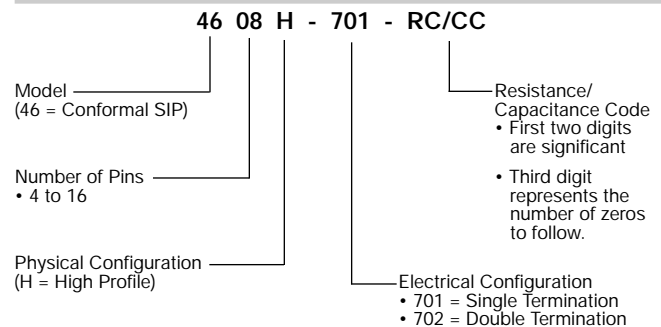 46 08 H - 701 - RC/CC
Model
(46 = Conformal SIP)
Number of Pins
• 4 to 16
Physical Configuration
(H = High Profile)
Resistance/
Capacitance Code
• First two digits
are significant
• Third digit
represents the
number of zeros
to follow.
Electrical Configuration
• 701 = Single Termination
• 702 = Double Termination